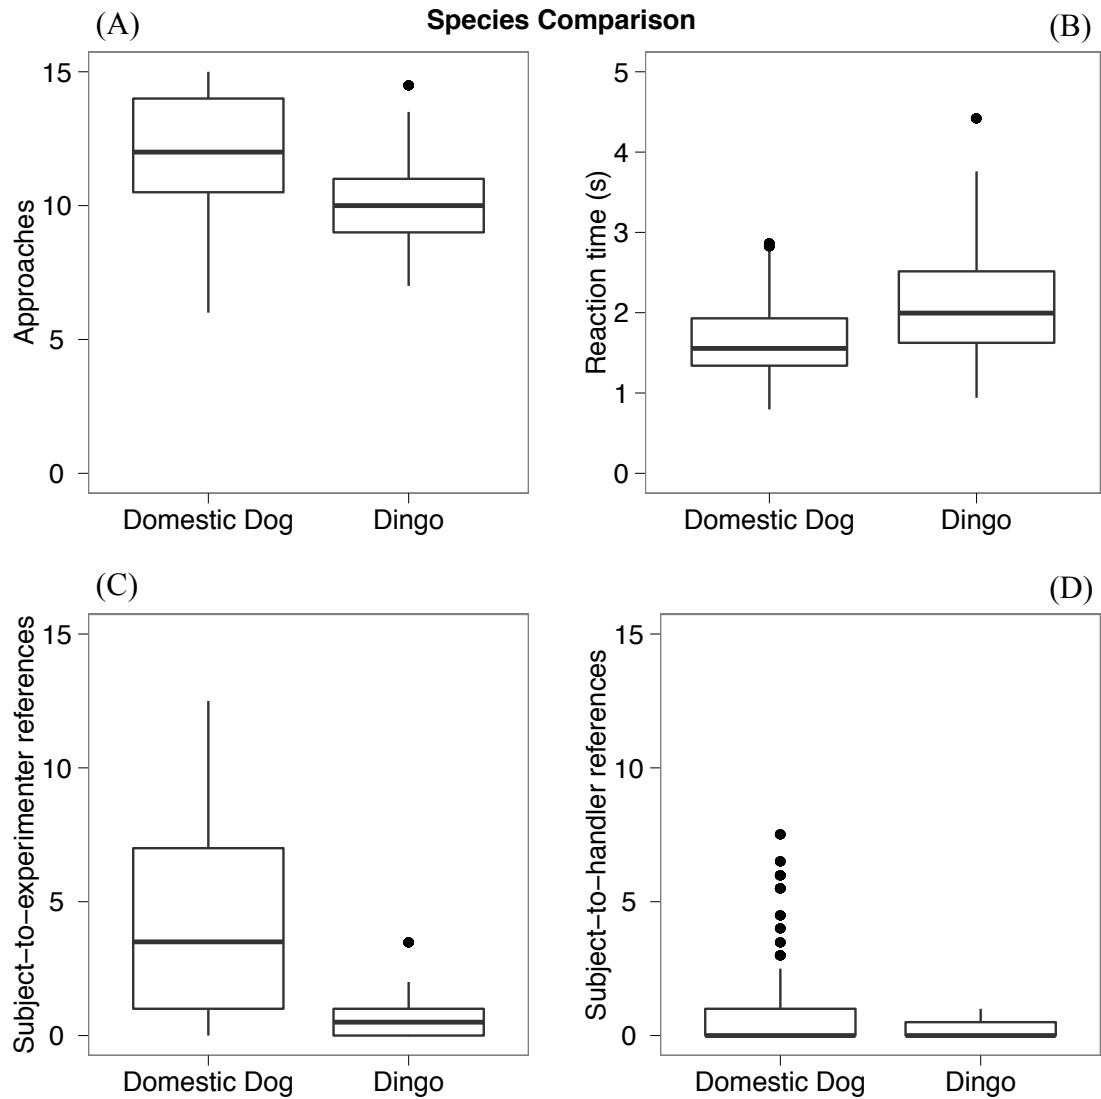 (A)
Species Comparison
(B)
Approaches
15
10
5
0
Domestic Dog
Dingo
Reaction time (s)
5
4
3
2
1
0
Domestic Dog
Dingo
(C)
(D)
Subject−to−experimenter references
15
10
5
0
Domestic Dog
Dingo
Subject−to−handler references
15
10
5
0
Domestic Dog
Dingo